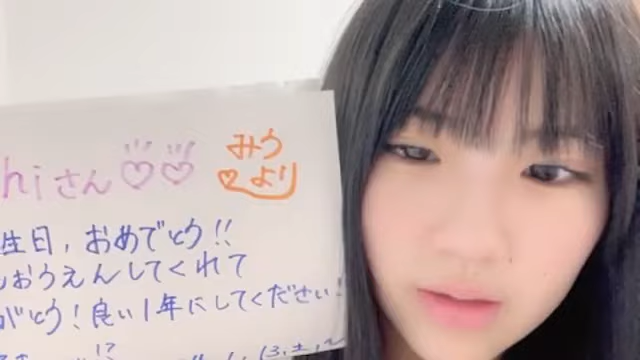 hiさん♡♡
みう
♡より
生日、おめでとう!!
おうえんしてくれて
がとう！良い1年にしてください！